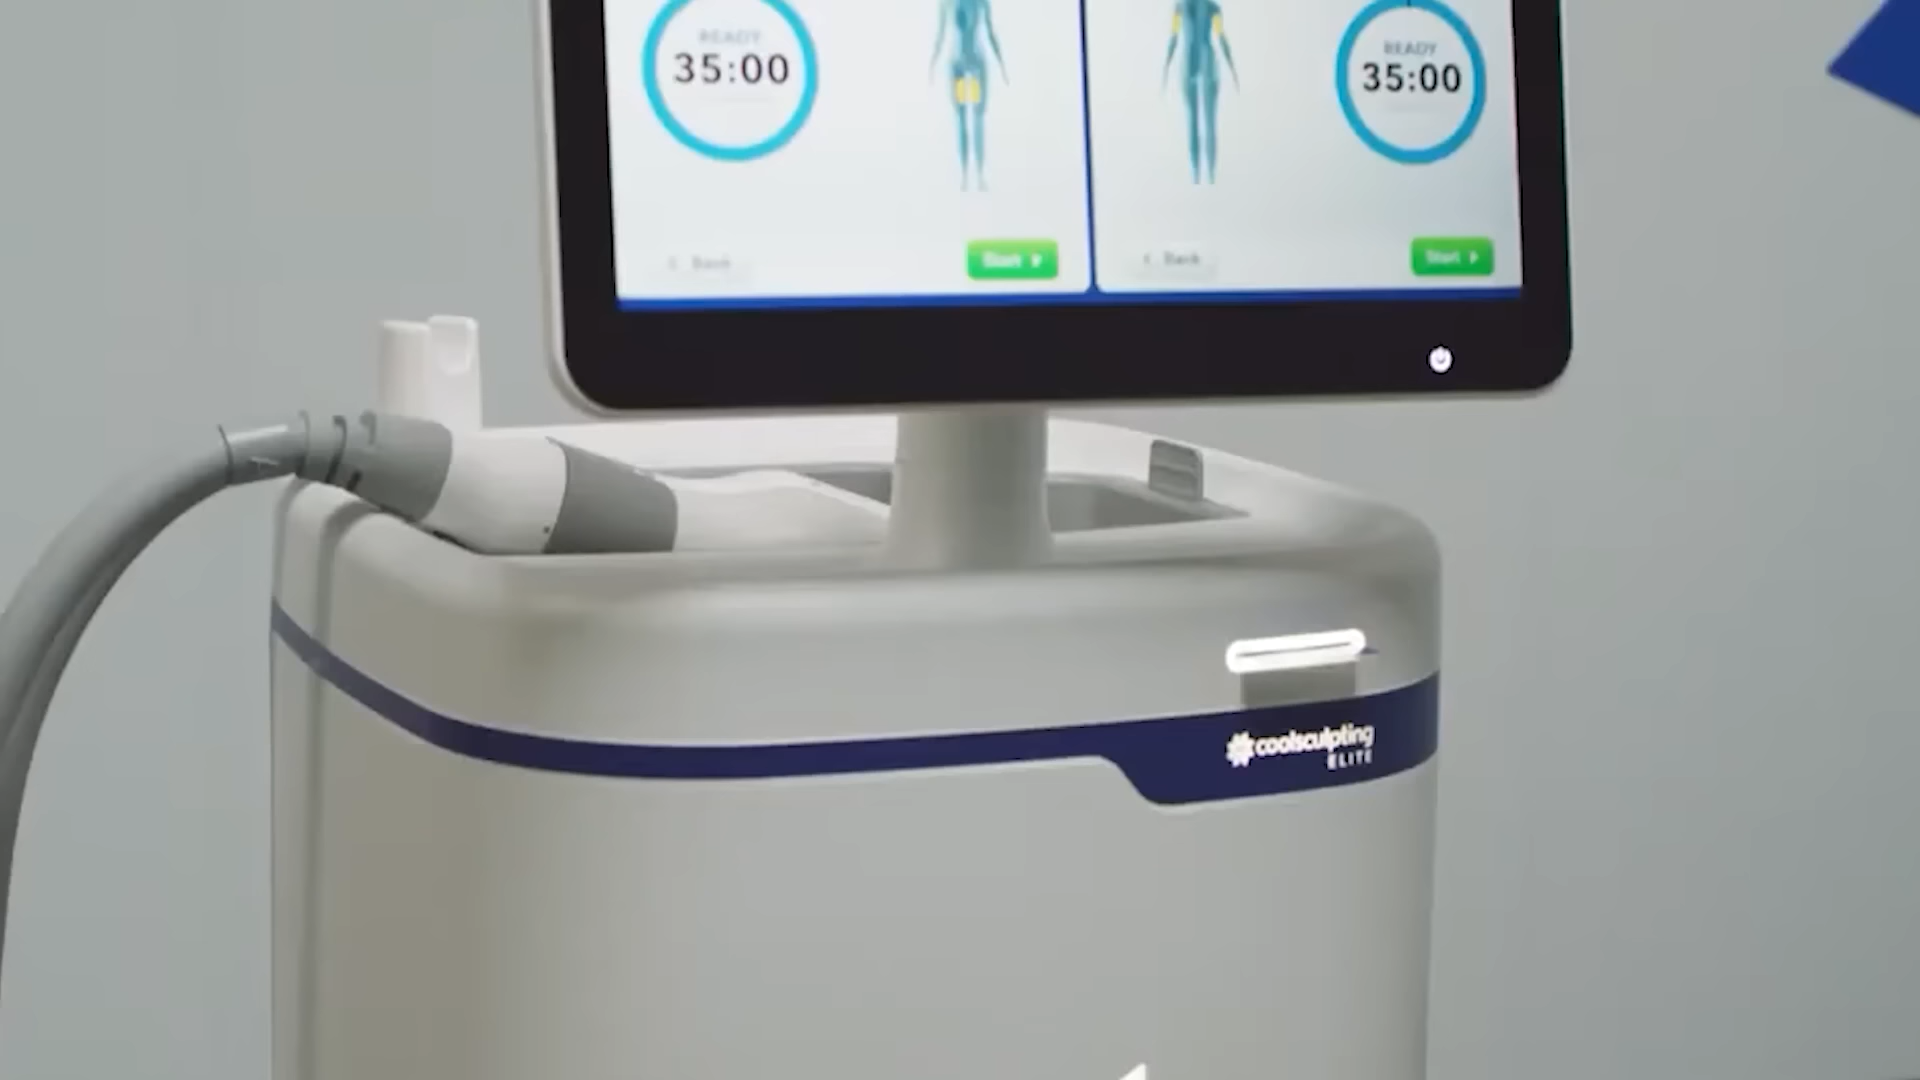 READY
35:00
READY
35:00
Back
Start
Back
Start
coolsculpting
ELITE